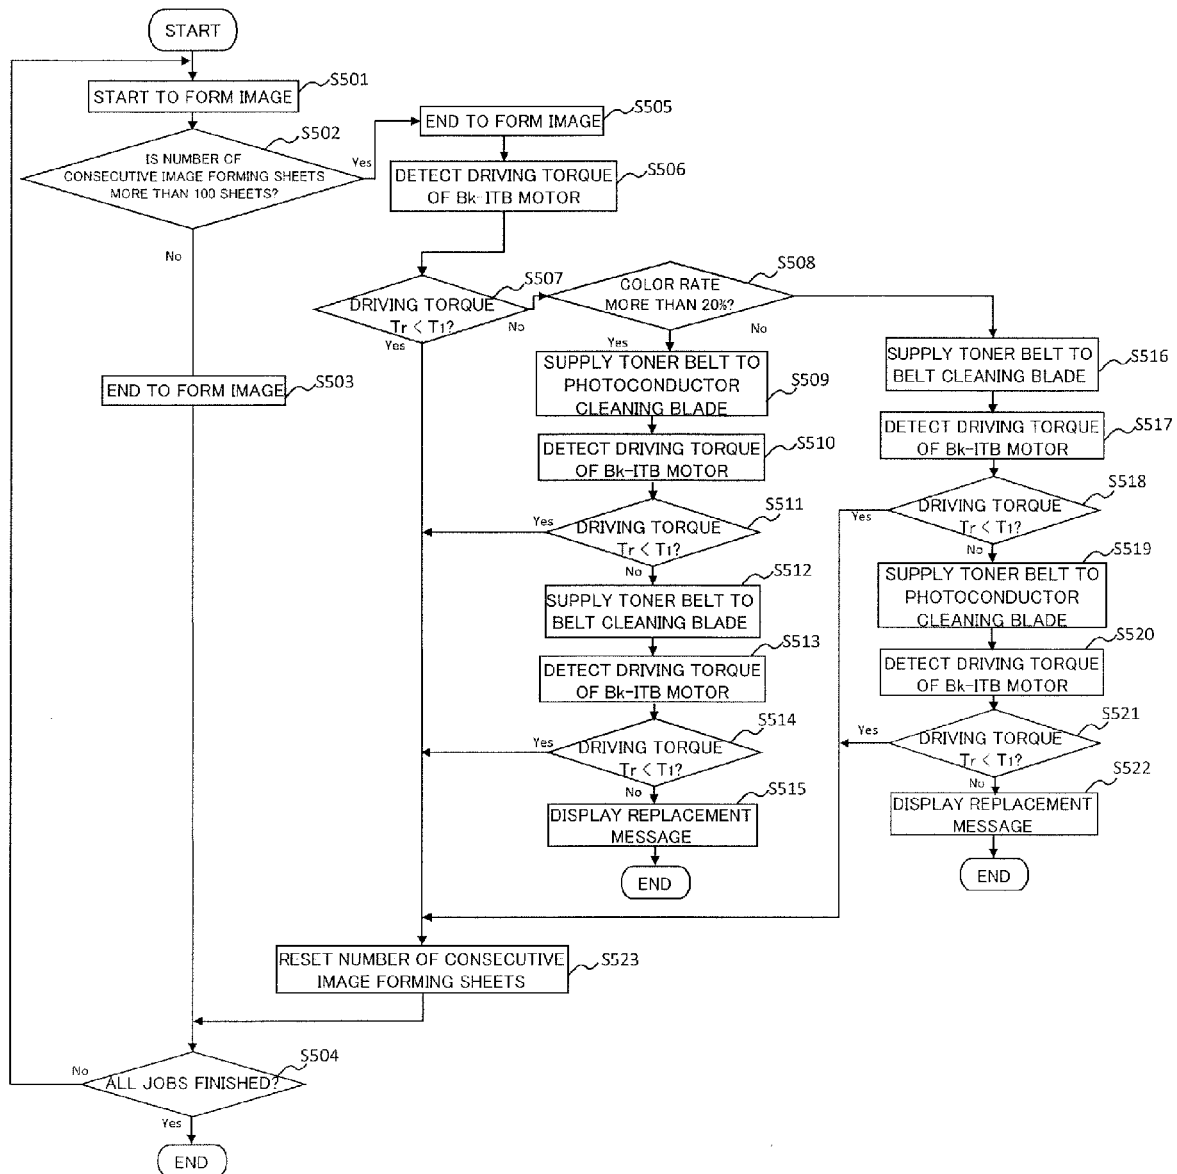 START
S501
START TO FORM IMAGE
S502
IS NUMBER OF
CONSECUTIVE IMAGE FORMING SHEETS
MORE THAN 100 SHEETS?
Yes
No
S505
END TO FORM IMAGE
S506
DETECT DRIVING TORQUE
OF Bk-ITB MOTOR
S507
DRIVING TORQUE
Tr < T1?
No
Yes
S508
COLOR RATE
MORE THAN 20%?
Yes
No
S503
END TO FORM IMAGE
S509
SUPPLY TONER BELT TO
PHOTOCONDUCTOR
CLEANING BLADE
S510
DETECT DRIVING TORQUE
OF Bk-ITB MOTOR
S511
DRIVING TORQUE
Tr < T1?
Yes
No
S512
SUPPLY TONER BELT TO
BELT CLEANING BLADE
S513
DETECT DRIVING TORQUE
OF Bk-ITB MOTOR
S514
DRIVING TORQUE
Tr < T1?
Yes
No
S515
DISPLAY REPLACEMENT
MESSAGE
END
S516
SUPPLY TONER BELT TO
BELT CLEANING BLADE
S517
DETECT DRIVING TORQUE
OF Bk-ITB MOTOR
S518
DRIVING TORQUE
Tr < T1?
Yes
No
S519
SUPPLY TONER BELT TO
PHOTOCONDUCTOR
CLEANING BLADE
S520
DETECT DRIVING TORQUE
OF Bk-ITB MOTOR
S521
DRIVING TORQUE
Tr < T1?
Yes
No
S522
DISPLAY REPLACEMENT
MESSAGE
END
S523
RESET NUMBER OF CONSECUTIVE
IMAGE FORMING SHEETS
S504
ALL JOBS FINISHED?
No
Yes
END